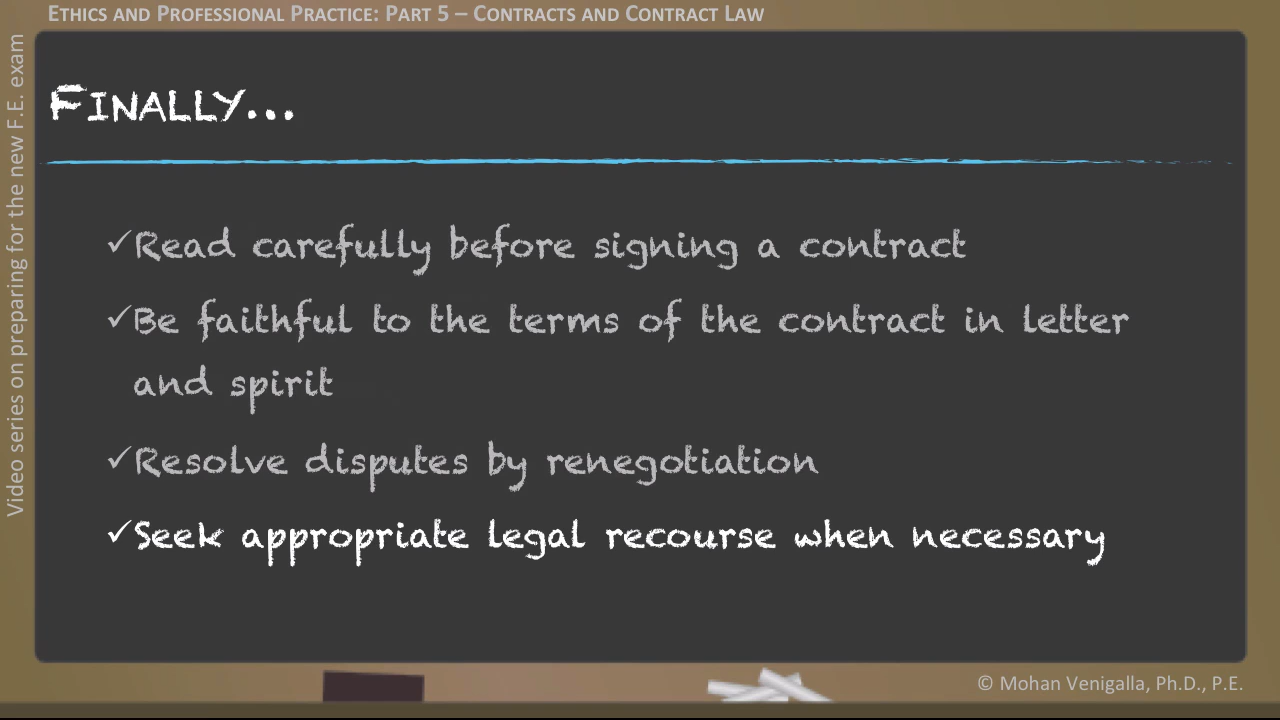 Ethics and Professional Practice: Part 5 – Contracts and Contract Law
Video series on preparing for the new F.E. exam
Finally...
✓Read carefully before signing a contract
✓Be faithful to the terms of the contract in letter
and spirit
✓Resolve disputes by renegotiation
✓Seek appropriate legal recourse when necessary
© Mohan Venigalla, Ph.D., P.E.